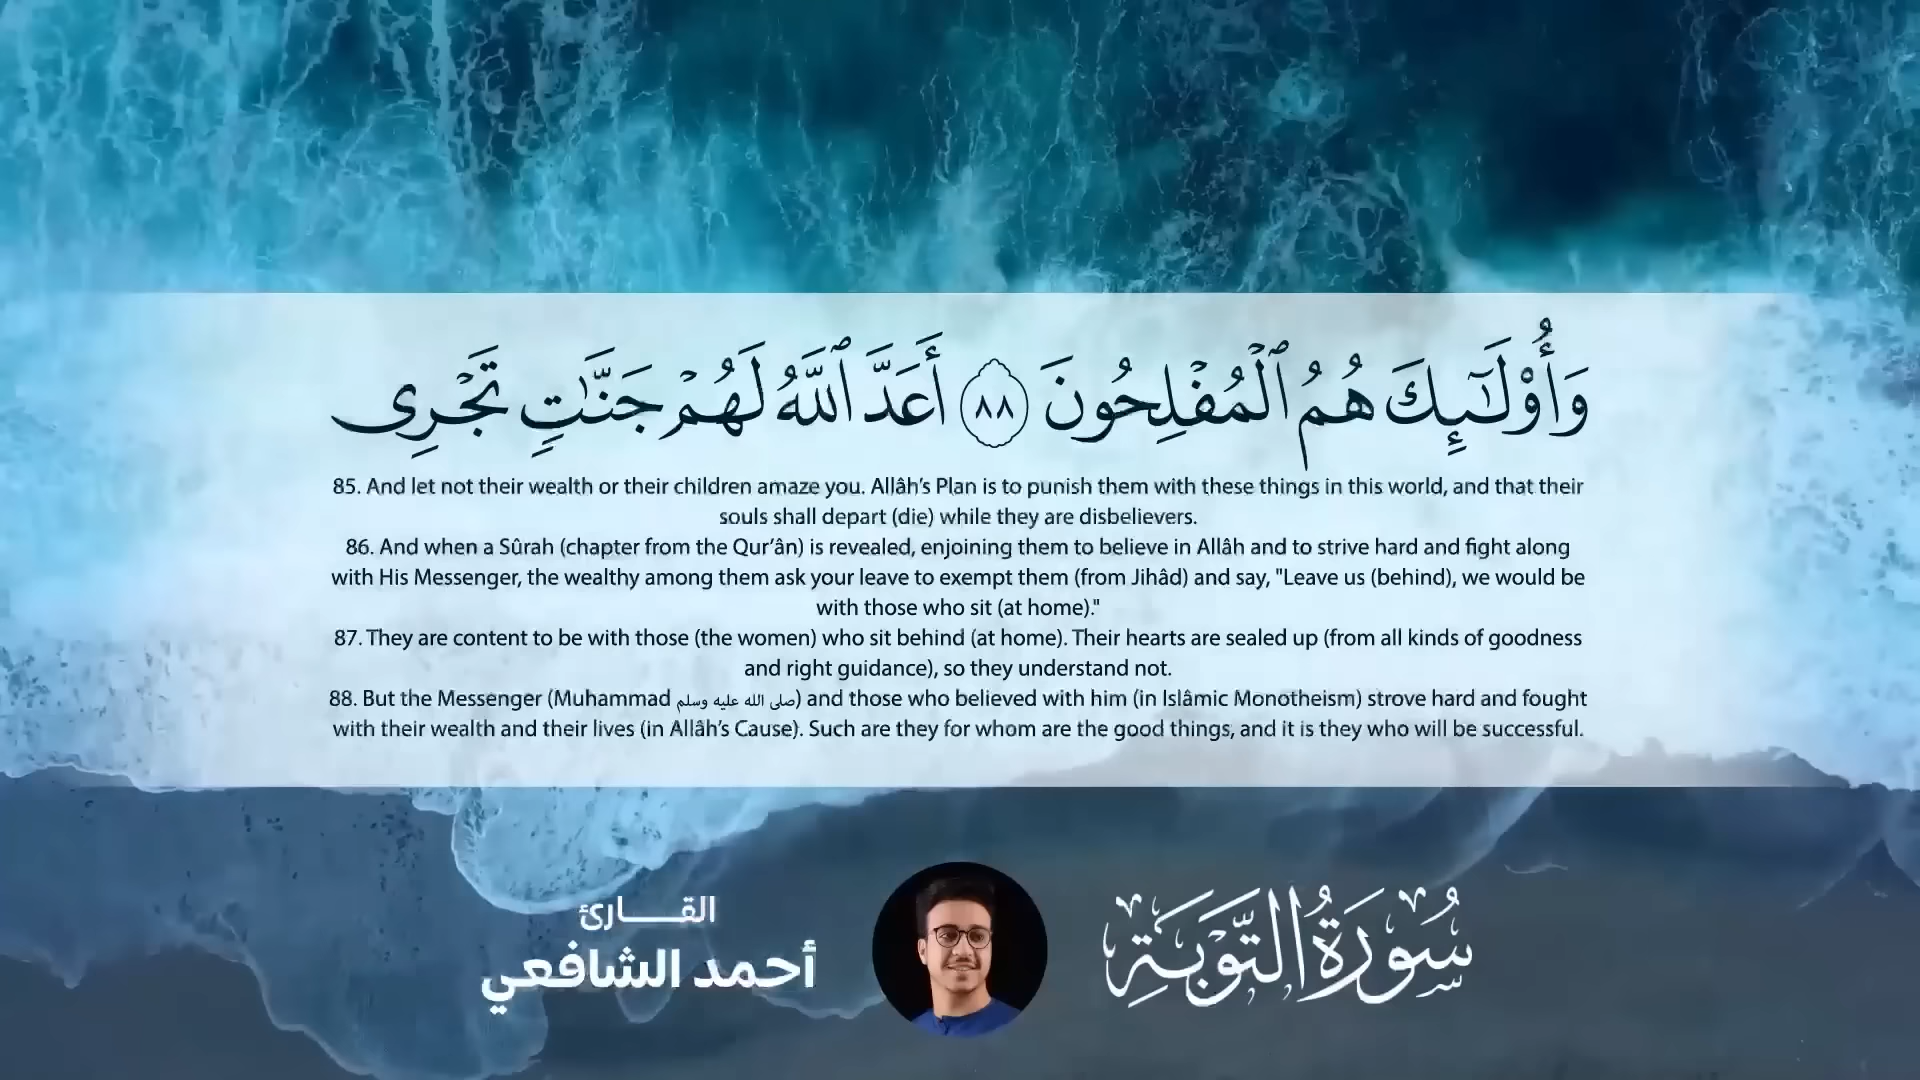 وَأُو۟لَـٰٓئِكَ هُمُ ٱلْمُفْلِحُونَ ٨٨ أَعَدَّ ٱللَّهُ لَهُمْ جَنَّـٰتٍ تَجْرِى
85. And let not their wealth or their children amaze you. Allâh’s Plan is to punish them with these things in this world, and that their
souls shall depart (die) while they are disbelievers.
86. And when a Sûrah (chapter from the Qur’ân) is revealed, enjoining them to believe in Allâh and to strive hard and fight along
with His Messenger, the wealthy among them ask your leave to exempt them (from Jihâd) and say, "Leave us (behind), we would be
with those who sit (at home)."
87. They are content to be with those (the women) who sit behind (at home). Their hearts are sealed up (from all kinds of goodness
and right guidance), so they understand not.
88. But the Messenger (Muhammad صلى الله عليه وسلم) and those who believed with him (in Islâmic Monotheism) strove hard and fought
with their wealth and their lives (in Allâh’s Cause). Such are they for whom are the good things, and it is they who will be successful.
سُورَةُ التَّوْبَةِ
القـــارئ
أحمد الشافعي